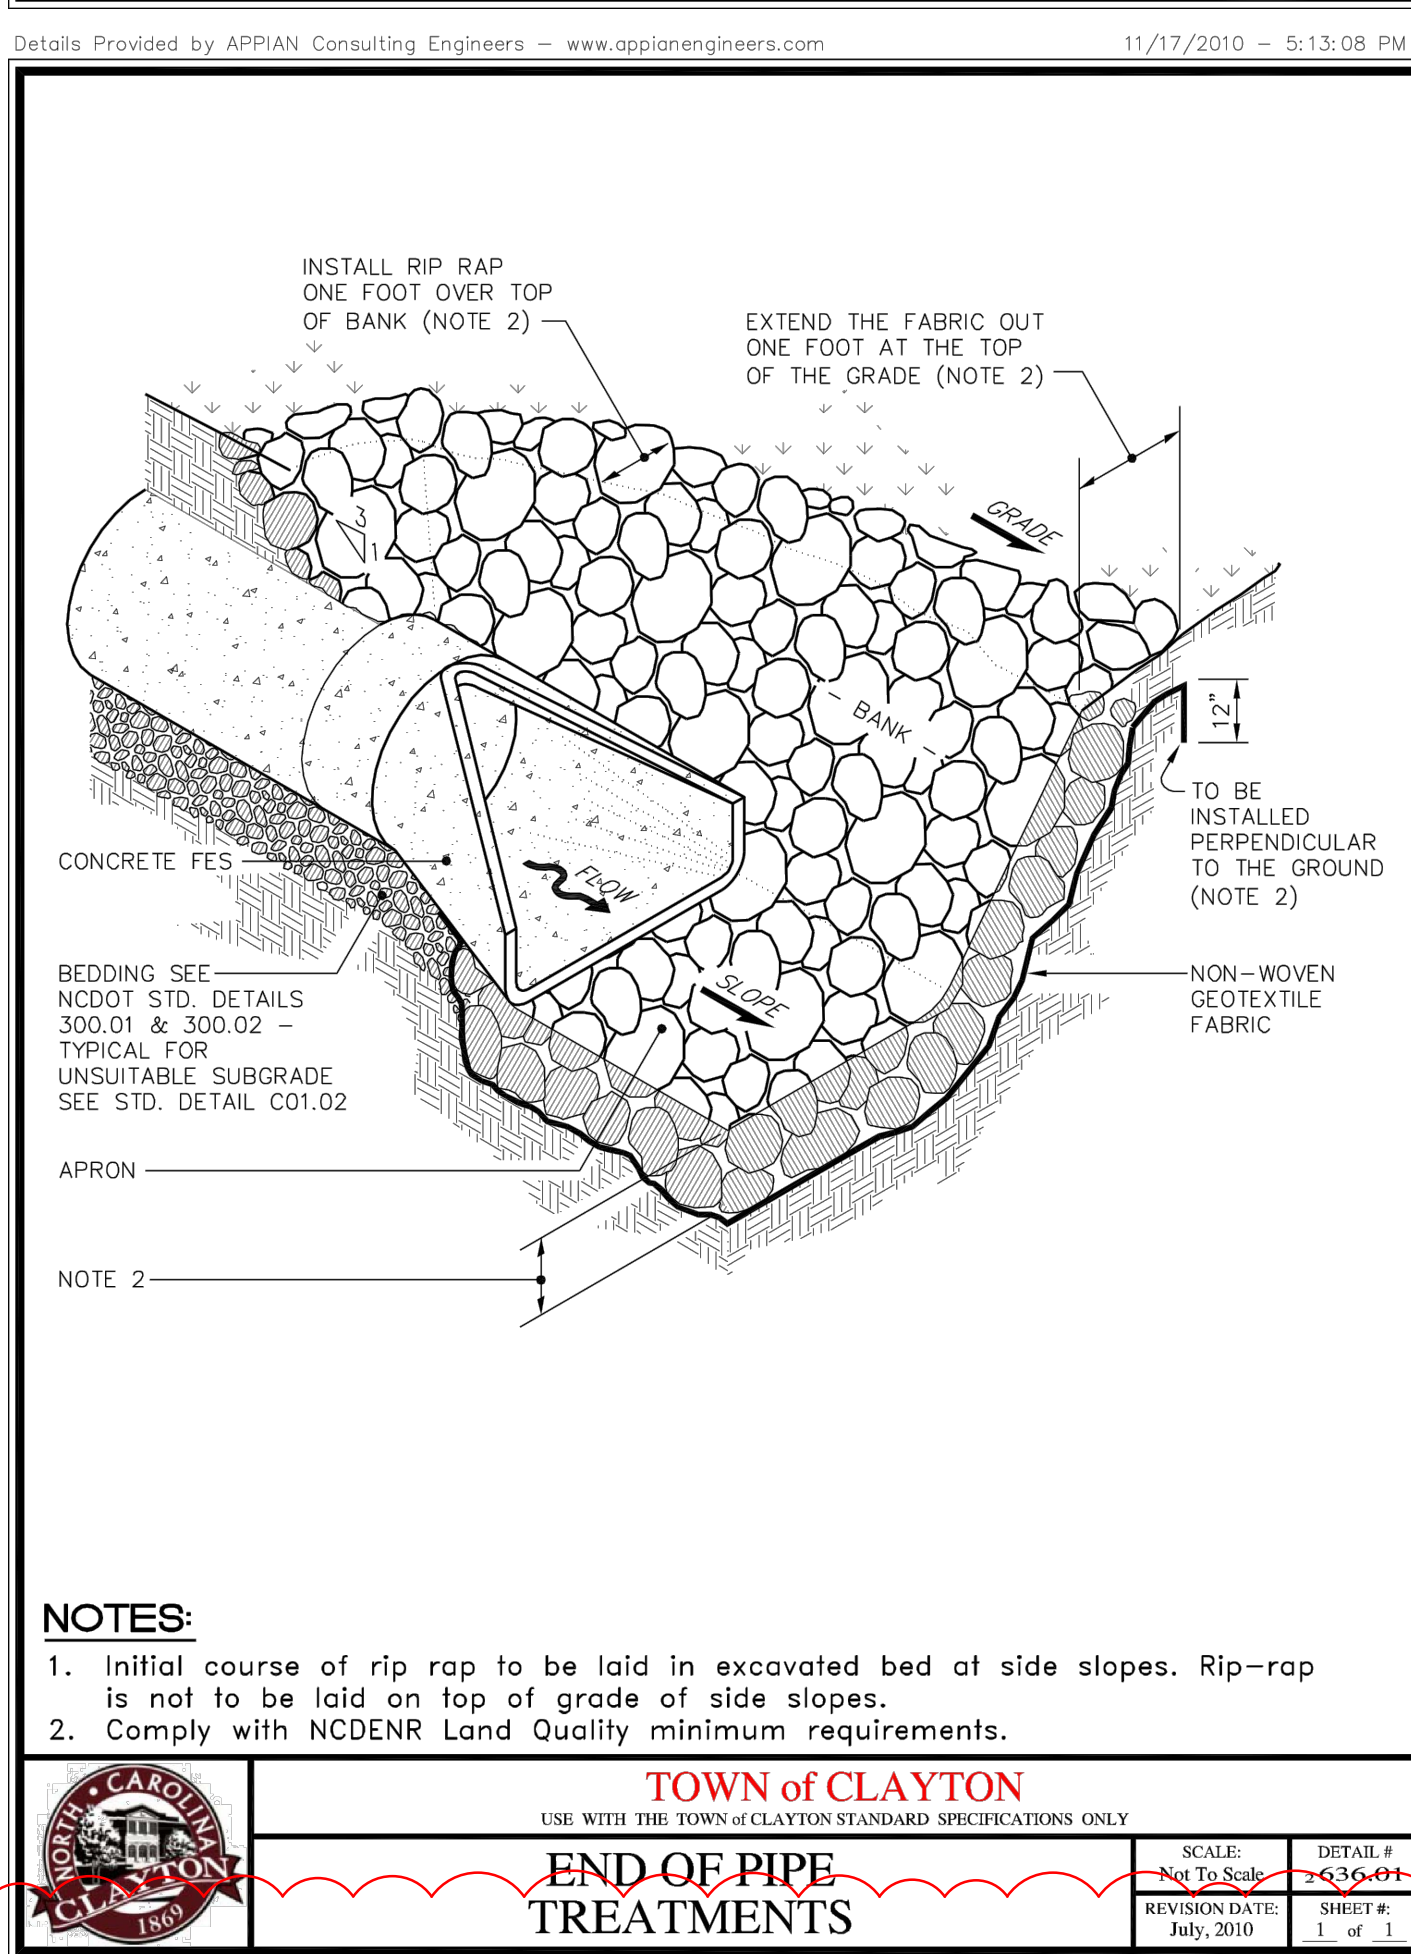 Details Provided by APPIAN Consulting Engineers – www.appianengineers.com
11/17/2010 – 5:13:08 PM
INSTALL RIP RAP
ONE FOOT OVER TOP
OF BANK (NOTE 2)
EXTEND THE FABRIC OUT
ONE FOOT AT THE TOP
OF THE GRADE (NOTE 2)
GRADE
3
1
BANK
12"
TO BE
INSTALLED
PERPENDICULAR
TO THE GROUND
(NOTE 2)
CONCRETE FES
FLOW
BEDDING SEE
NCDOT STD. DETAILS
300.01 & 300.02 –
TYPICAL FOR
UNSUITABLE SUBGRADE
SEE STD. DETAIL C01.02
SLOPE
NON-WOVEN
GEOTEXTILE
FABRIC
APRON
NOTE 2
NOTES:
1. Initial course of rip rap to be laid in excavated bed at side slopes. Rip-rap
is not to be laid on top of grade of side slopes.
2. Comply with NCDENR Land Quality minimum requirements.
NORTH • CAROLINA
CLAYTON
1869
TOWN of CLAYTON
USE WITH THE TOWN of CLAYTON STANDARD SPECIFICATIONS ONLY
END OF PIPE
TREATMENTS
SCALE:
Not To Scale
DETAIL #
2 636.01
REVISION DATE:
July, 2010
SHEET #:
1 of 1